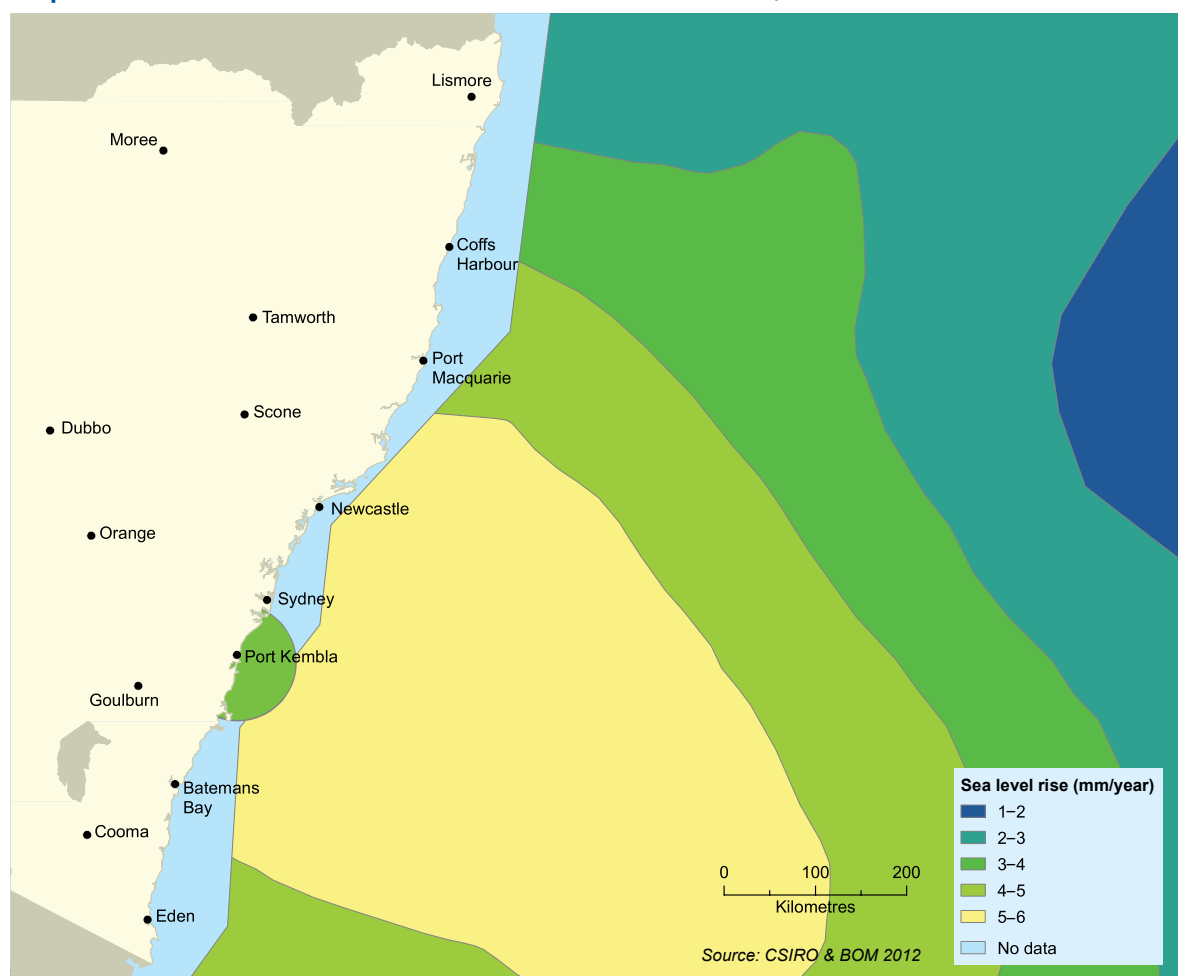 Lismore
Moree
Coffs
Harbour
Tamworth
Port
Macquarie
Scone
Dubbo
Newcastle
Orange
Sydney
Port Kembla
Goulburn
Batemans
Bay
Cooma
Eden
0 100 200
Kilometres
Source: CSIRO & BOM 2012
Sea level rise (mm/year)
1–2
2–3
3–4
4–5
5–6
No data